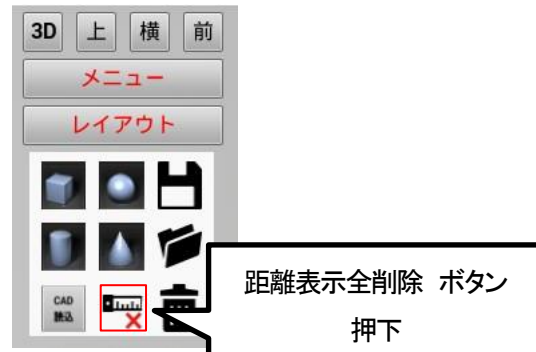 3D 上 横 前
メニュー
レイアウト
CAD
読込
距離表示全削除 ボタン
押下